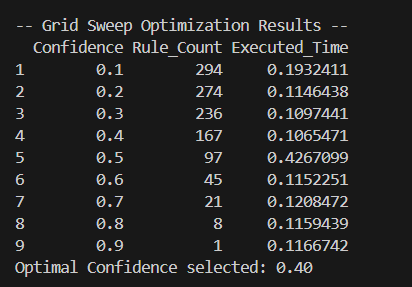 -- Grid Sweep Optimization Results --
  Confidence Rule_Count Executed_Time
1        0.1        294     0.1932411
2        0.2        274     0.1146438
3        0.3        236     0.1097441
4        0.4        167     0.1065471
5        0.5         97     0.4267099
6        0.6         45     0.1152251
7        0.7         21     0.1208472
8        0.8          8     0.1159439
9        0.9          1     0.1166742
Optimal Confidence selected: 0.40